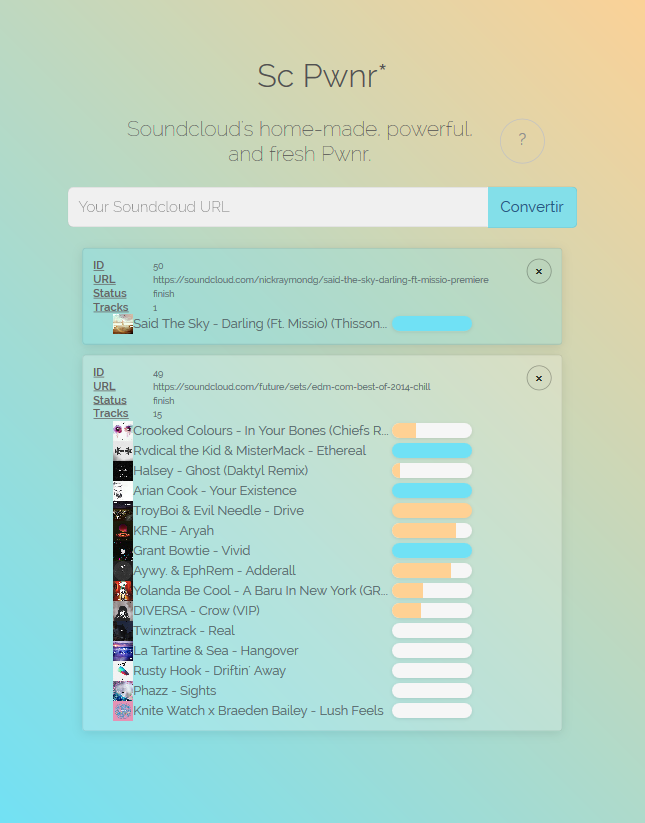 Sc Pwnr*
Soundcloud's home-made, powerful,
and fresh Pwnr.
?
Your Soundcloud URL
Convertir
ID 50
URL https://soundcloud.com/nickraymondg/said-the-sky-darling-ft-missio-premiere
Status finish
Tracks 1
×
Said The Sky - Darling (Ft. Missio) (Thisson...
ID 49
URL https://soundcloud.com/future/sets/edm-com-best-of-2014-chill
Status finish
Tracks 15
×
Crooked Colours - In Your Bones (Chiefs R...
Rvdical the Kid & MisterMack - Ethereal
Halsey - Ghost (Daktyl Remix)
Arian Cook - Your Existence
TroyBoi & Evil Needle - Drive
KRNE - Aryah
Grant Bowtie - Vivid
Aywy. & EphRem - Adderall
Yolanda Be Cool - A Baru In New York (GR...
DIVERSA - Crow (VIP)
Twinztrack - Real
La Tartine & Sea - Hangover
Rusty Hook - Driftin' Away
Phazz - Sights
Knite Watch x Braeden Bailey - Lush Feels